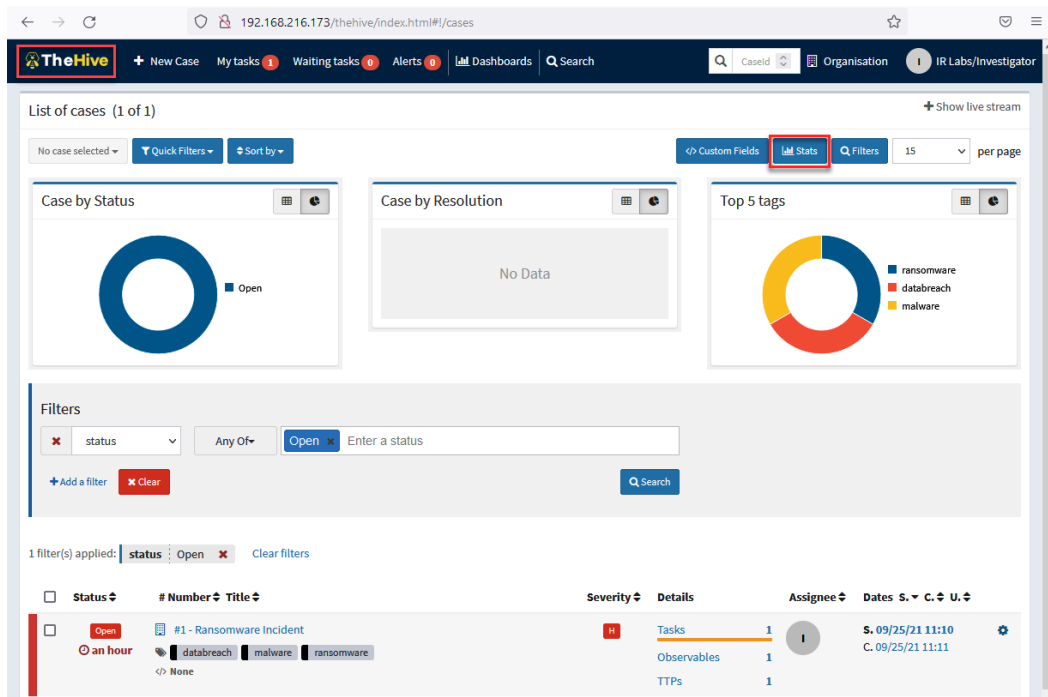 192.168.216.173/thehive/index.html#!/cases
TheHive + New Case My tasks 1 Waiting tasks 0 Alerts 0 Dashboards Search CaseId Organisation I IR Labs/Investigator
List of cases (1 of 1) + Show live stream
No case selected Quick Filters Sort by </> Custom Fields Stats Filters 15 per page
Case by Status Case by Resolution Top 5 tags
Open
No Data
ransomware
databreach
malware
Filters
status Any Of Open × Enter a status
+ Add a filter × Clear Search
1 filter(s) applied: status Open × Clear filters
Status # Number Title Severity Details Assignee Dates S. C. U.
Open #1 - Ransomware Incident H Tasks 1 I S. 09/25/21 11:10
an hour databreach malware ransomware C. 09/25/21 11:11
</> None Observables 1
TTPs 1